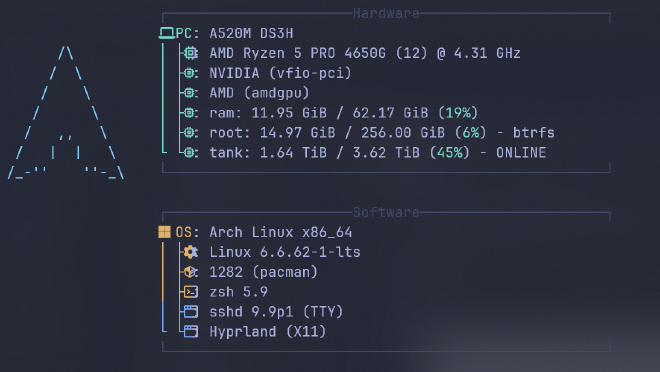 Hardware
PC: A520M DS3H
: AMD Ryzen 5 PRO 4650G (12) @ 4.31 GHz
: NVIDIA (vfio-pci)
: AMD (amdgpu)
: ram: 11.95 GiB / 62.17 GiB (19%)
: root: 14.97 GiB / 256.00 GiB (6%) - btrfs
: tank: 1.64 TiB / 3.62 TiB (45%) - ONLINE
Software
OS: Arch Linux x86_64
: Linux 6.6.62-1-lts
: 1282 (pacman)
: zsh 5.9
: sshd 9.9p1 (TTY)
: Hyprland (X11)